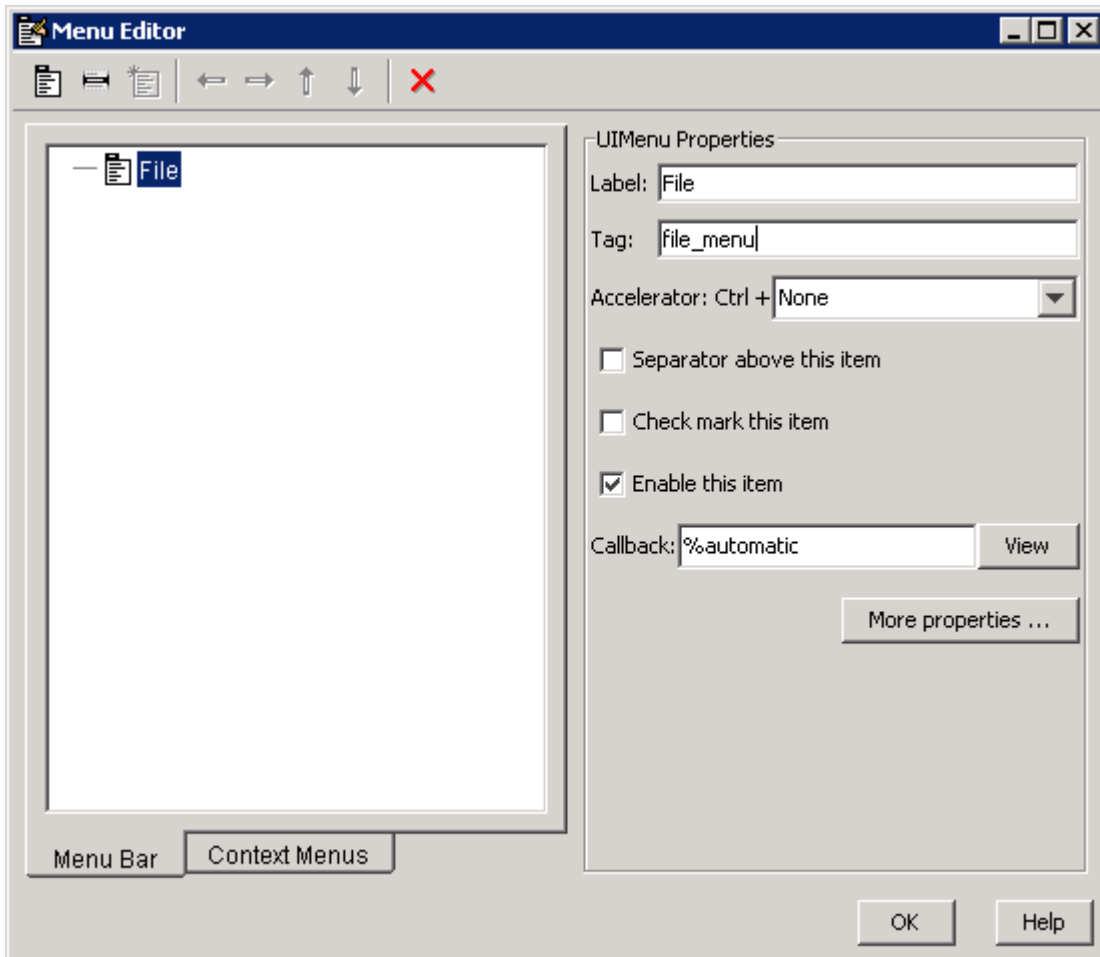 Menu Editor
File
UIMenu Properties
Label: File
Tag: file_menu
Accelerator: Ctrl + None
Separator above this item
Check mark this item
Enable this item
Callback: %automatic View
More properties ...
Menu Bar Context Menus
OK Help